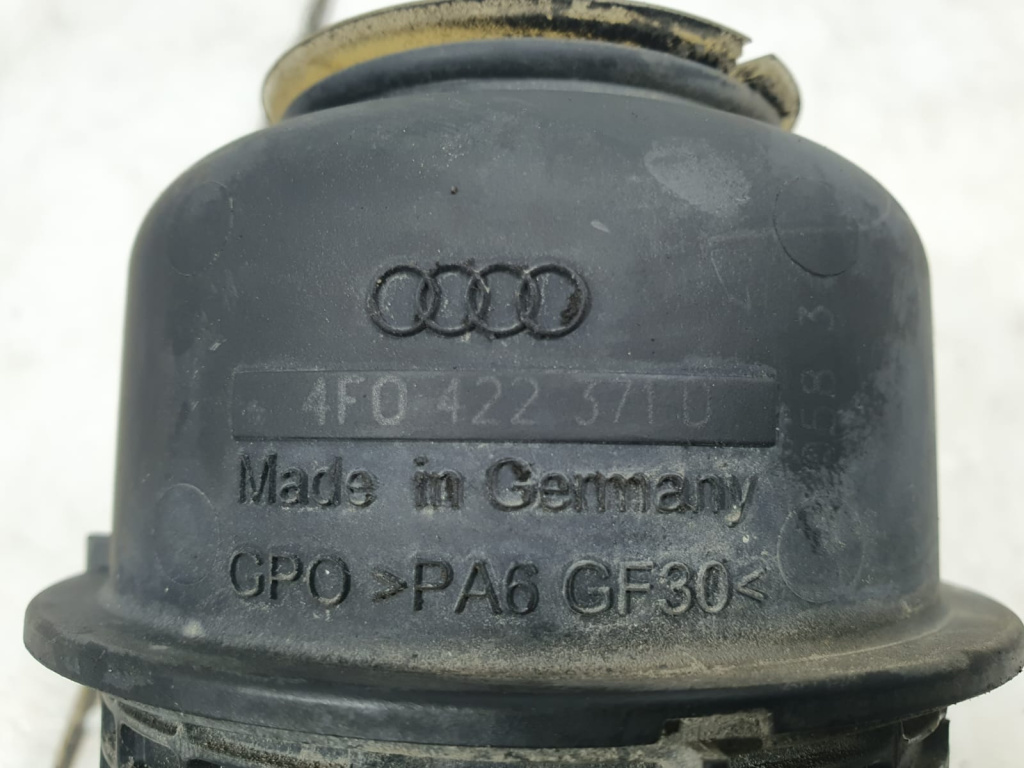 4F0 422 371 D
Made in Germany
GPO >PA6 GF30<